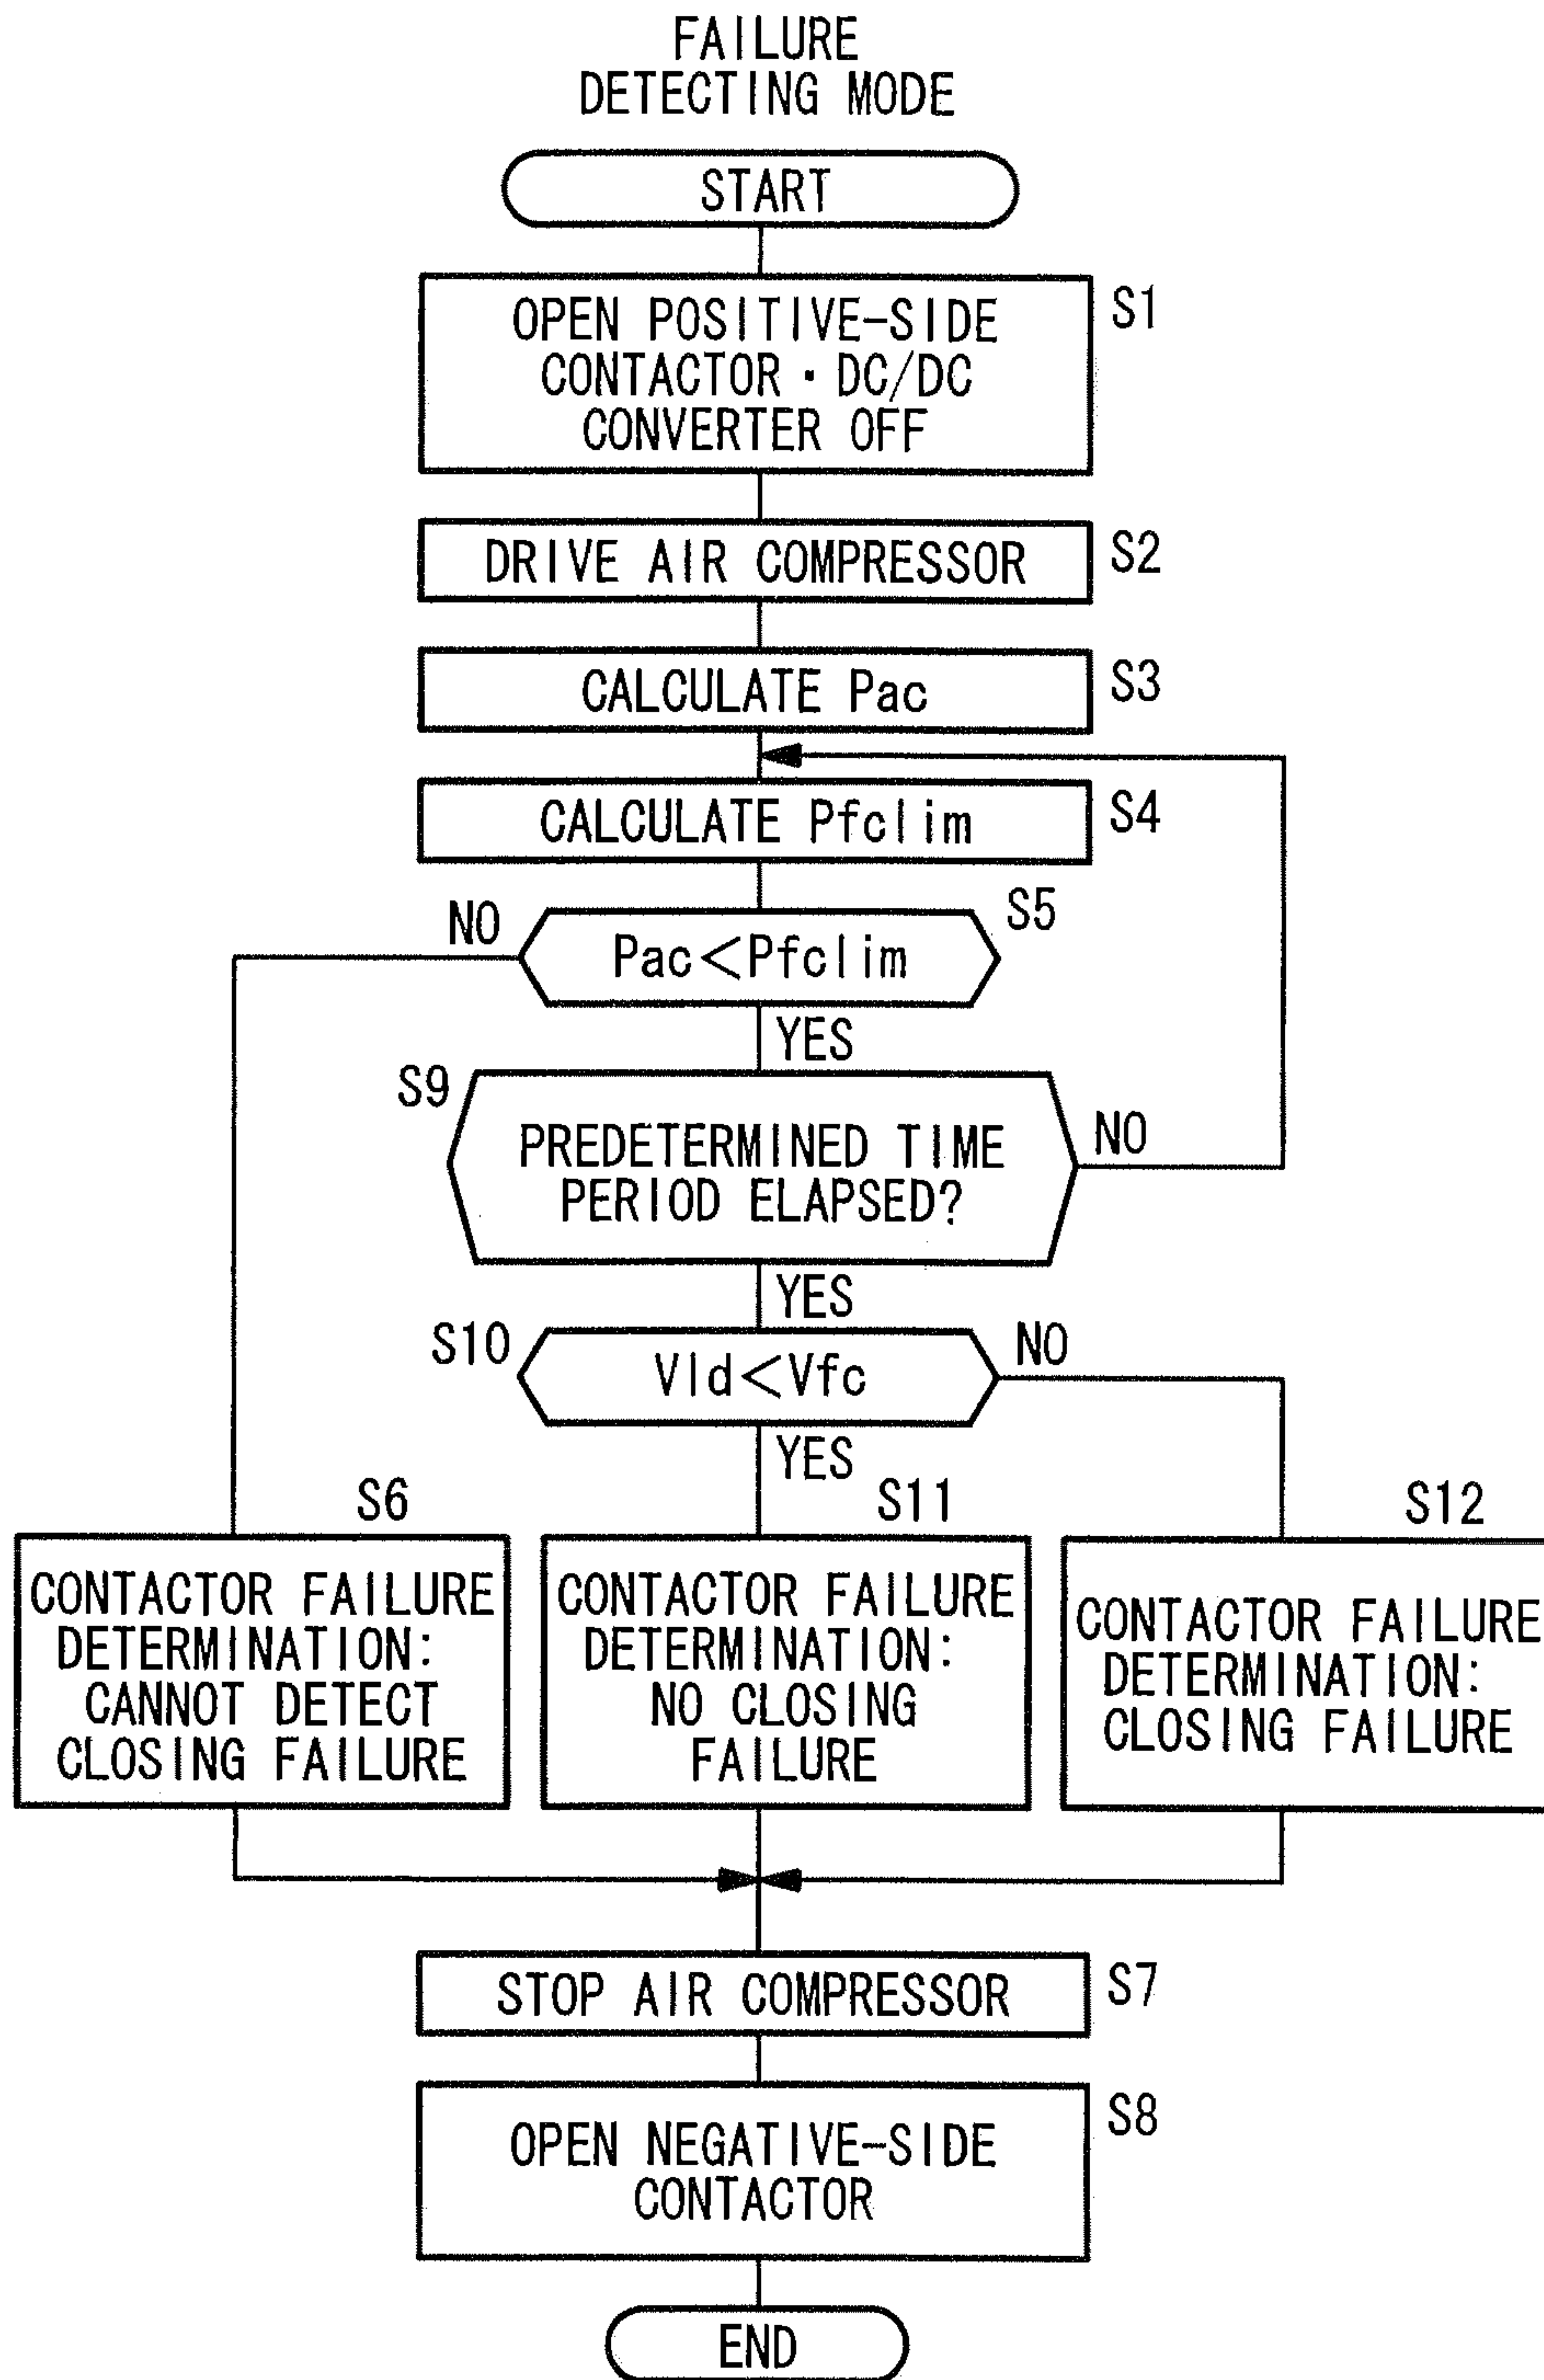 FAILURE
DETECTING MODE
START
OPEN POSITIVE-SIDE
CONTACTOR・DC/DC
CONVERTER OFF
S1
DRIVE AIR COMPRESSOR
S2
CALCULATE Pac
S3
CALCULATE Pfclim
S4
S5
NO
Pac<Pfclim
YES
S9
PREDETERMINED TIME
PERIOD ELAPSED?
NO
YES
S10
Vld<Vfc
NO
YES
S6
CONTACTOR FAILURE
DETERMINATION:
CANNOT DETECT
CLOSING FAILURE
S11
CONTACTOR FAILURE
DETERMINATION:
NO CLOSING
FAILURE
S12
CONTACTOR FAILURE
DETERMINATION:
CLOSING FAILURE
STOP AIR COMPRESSOR
S7
OPEN NEGATIVE-SIDE
CONTACTOR
S8
END